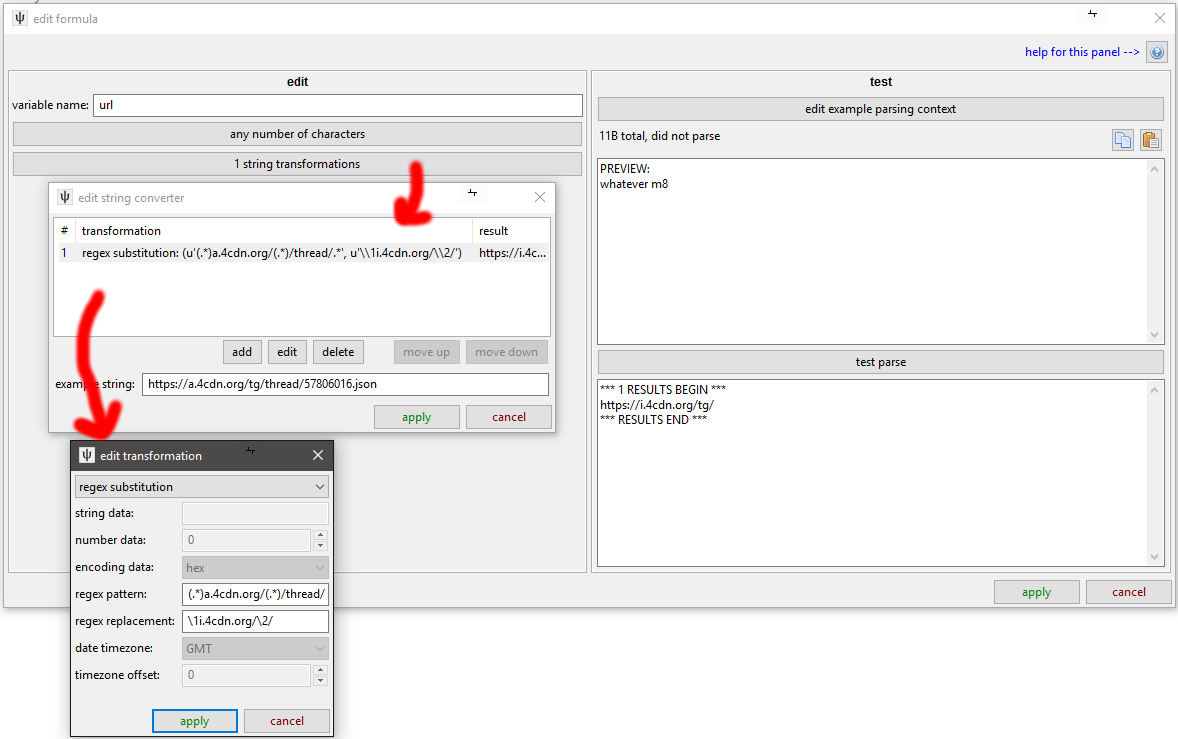 ψ edit formula
help for this panel -->
edit
variable name: url
any number of characters
1 string transformations
ψ edit string converter
# transformation result
1 regex substitution: (u'(.*)a.4cdn.org/(.*)/thread/.*', u'\\1i.4cdn.org/\\2/') https://i.4c...
add edit delete move up move down
example string: https://a.4cdn.org/tg/thread/57806016.json
apply cancel
ψ edit transformation
regex substitution
string data:
number data: 0
encoding data: hex
regex pattern: (.*)a.4cdn.org/(.*)/thread/
regex replacement: \1i.4cdn.org/\2/
date timezone: GMT
timezone offset: 0
apply cancel
test
edit example parsing context
11B total, did not parse
PREVIEW:
whatever m8
test parse
*** 1 RESULTS BEGIN ***
https://i.4cdn.org/tg/
*** RESULTS END ***
apply cancel